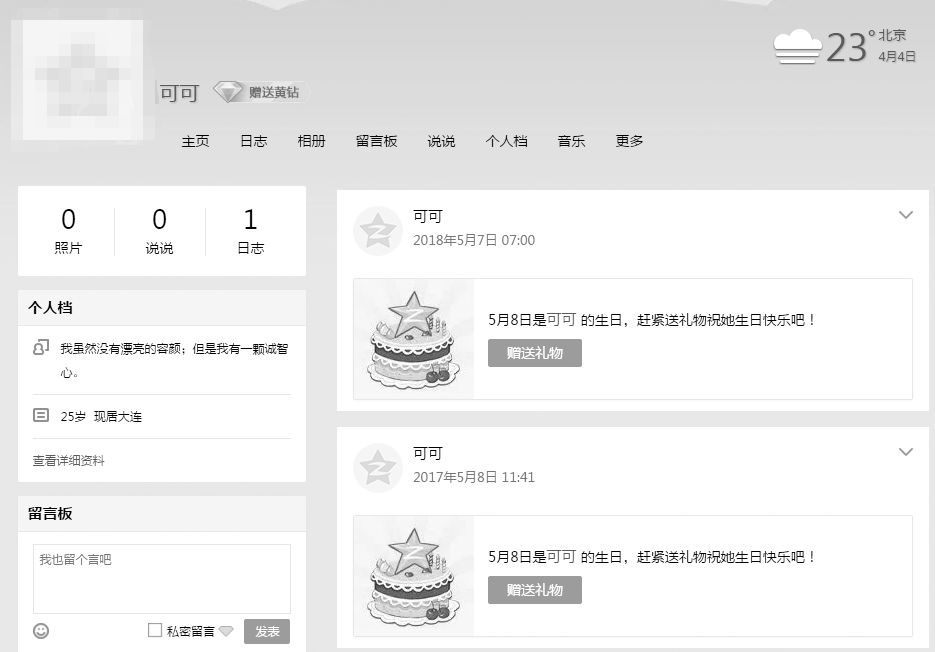 23°
北京
4月4日
可可
赠送黄钻
主页 日志 相册 留言板 说说 个人档 音乐 更多
0 0 1
照片 说说 日志
个人档
我虽然没有漂亮的容颜；但是我有一颗诚智
心。
25岁 现居大连
查看详细资料
留言板
我也留个言吧
私密留言
发表
可可
2018年5月7日 07:00
5月8日是可可 的生日，赶紧送礼物祝她生日快乐吧！
赠送礼物
可可
2017年5月8日 11:41
5月8日是可可 的生日，赶紧送礼物祝她生日快乐吧！
赠送礼物